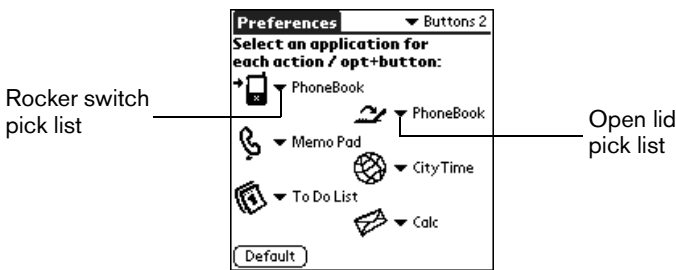 Preferences
▼ Buttons 2
Select an application for
each action / opt+button:
▼ PhoneBook
Rocker switch
pick list
▼ PhoneBook
Open lid
pick list
▼ Memo Pad
▼ CityTime
▼ To Do List
▼ Calc
Default